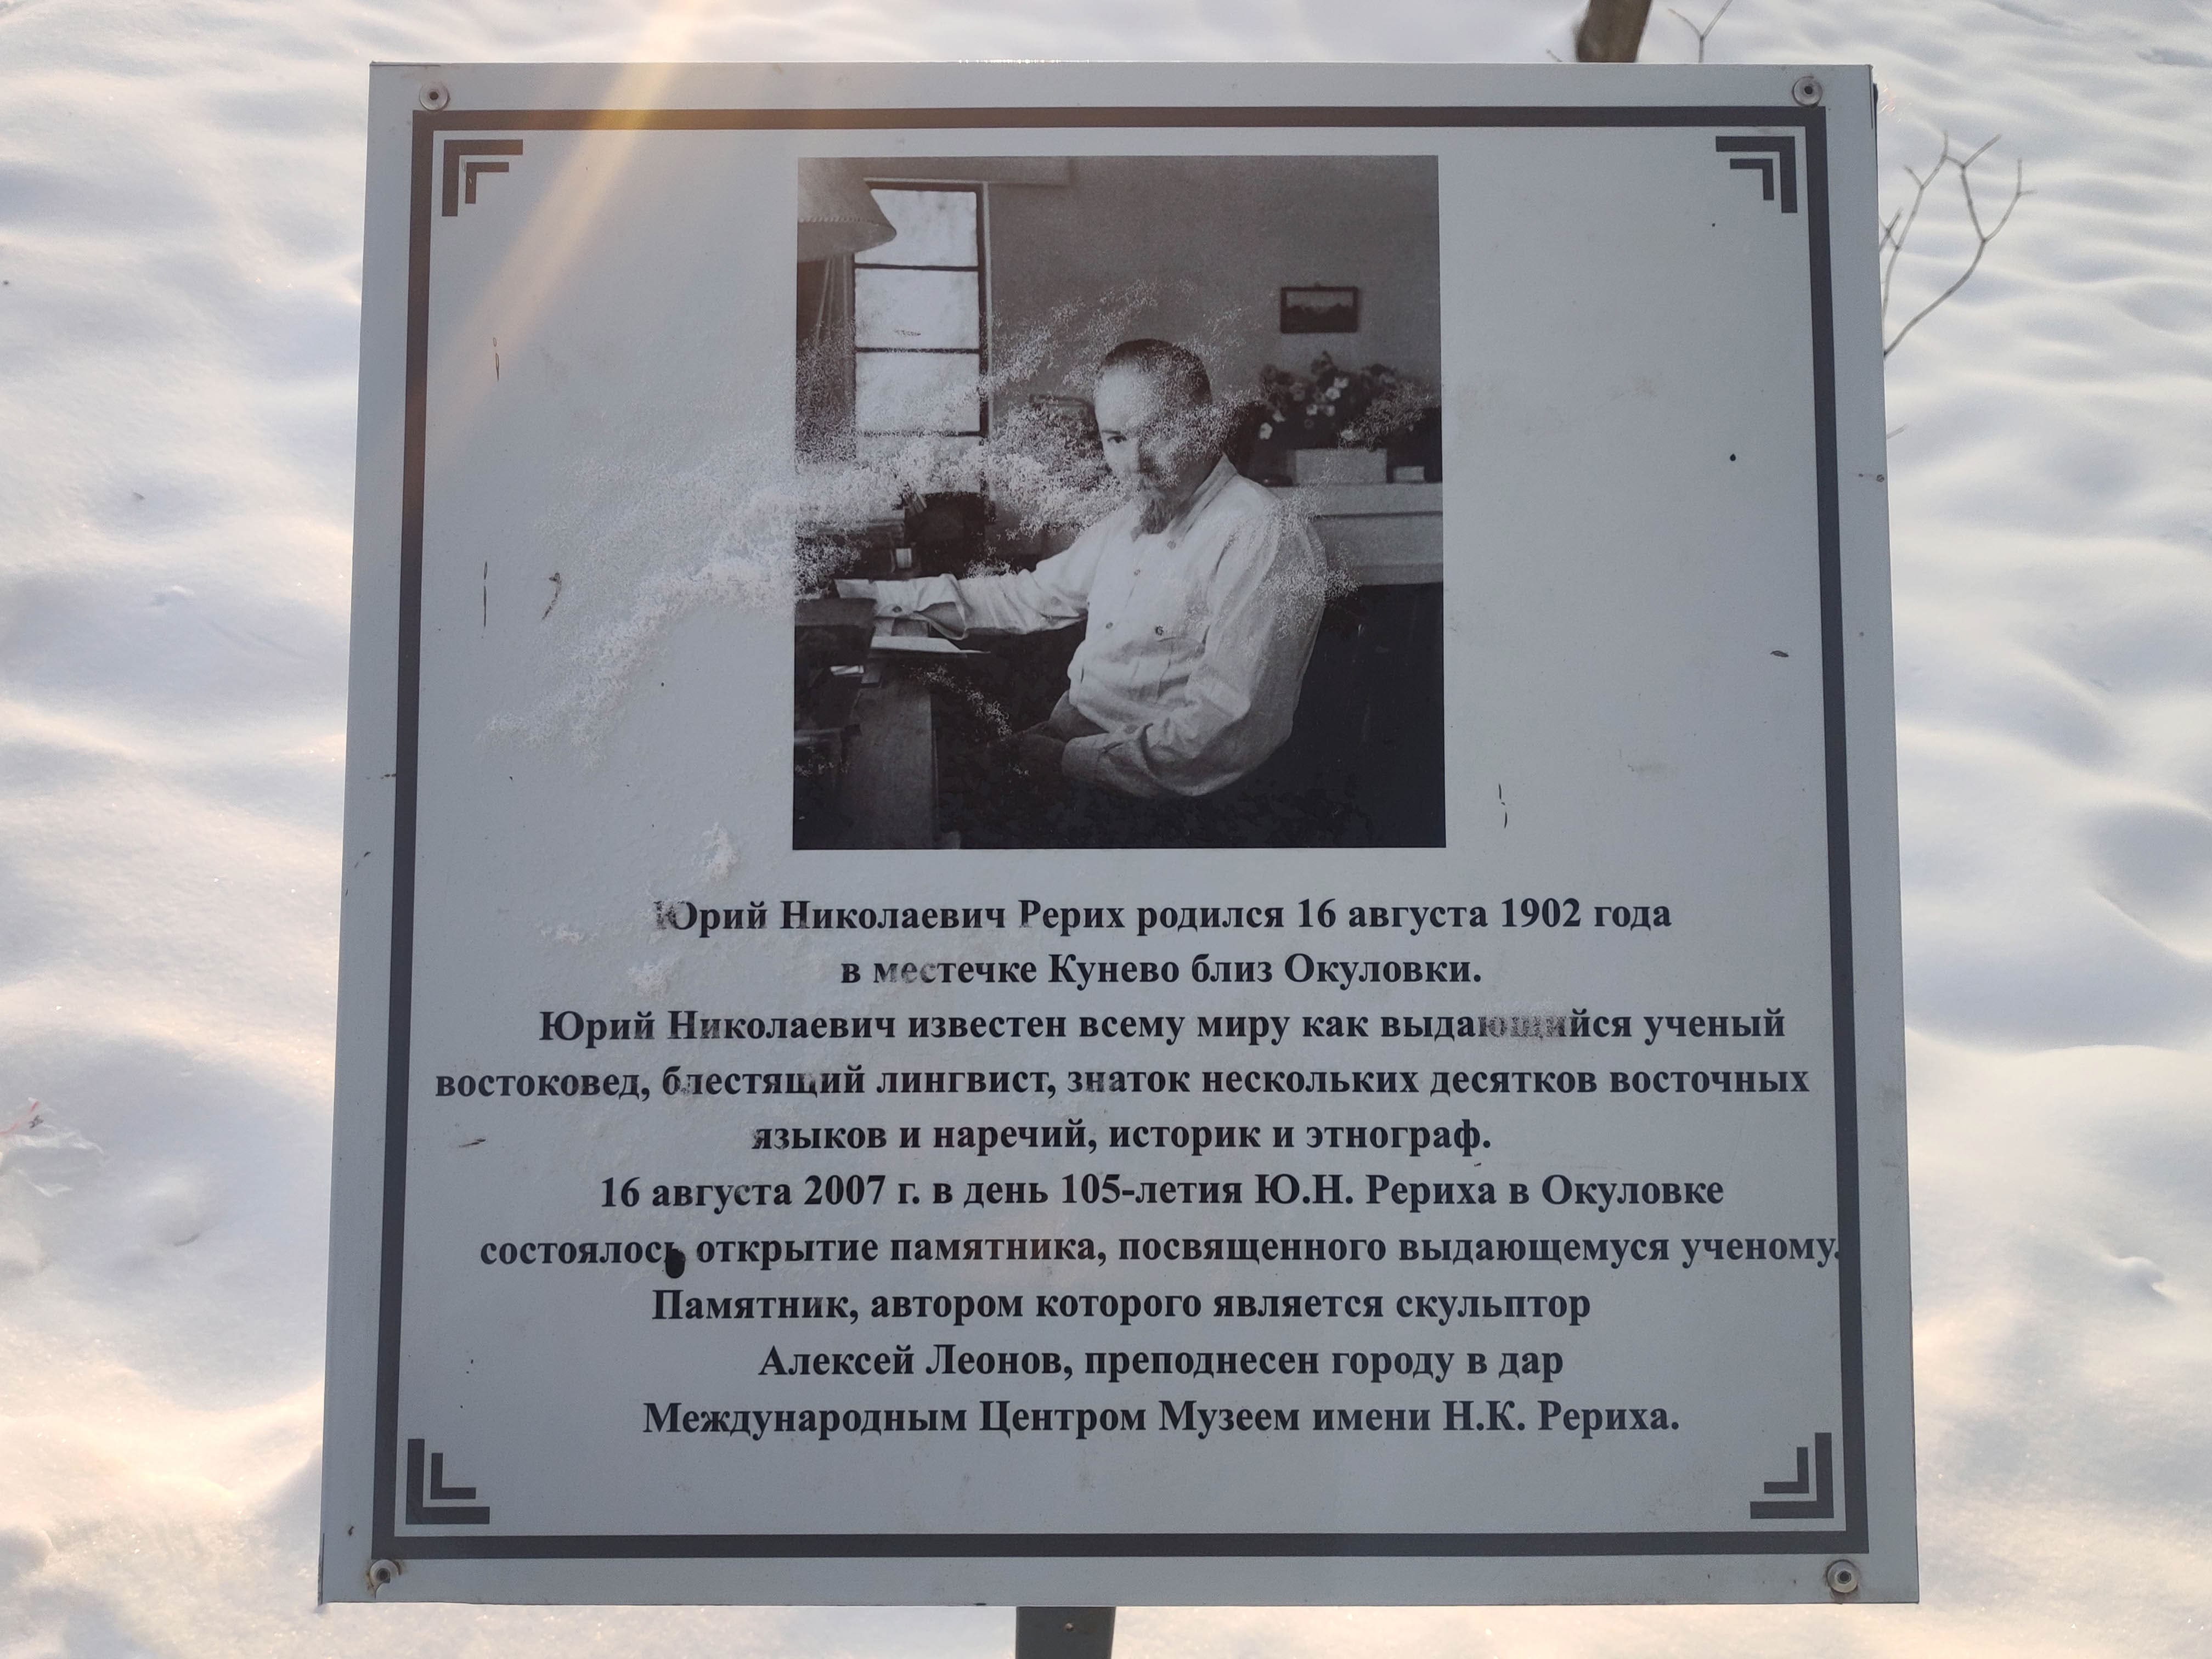 Юрий Николаевич Рерих родился 16 августа 1902 года
в местечке Кунево близ Окуловки.
Юрий Николаевич известен всему миру как выдающийся ученый
востоковед, блестящий лингвист, знаток нескольких десятков восточных
языков и наречий, историк и этнограф.
16 августа 2007 г. в день 105-летия Ю.Н. Рериха в Окуловке
состоялось открытие памятника, посвященного выдающемуся ученому.
Памятник, автором которого является скульптор
Алексей Леонов, преподнесен городу в дар
Международным Центром Музеем имени Н.К. Рериха.